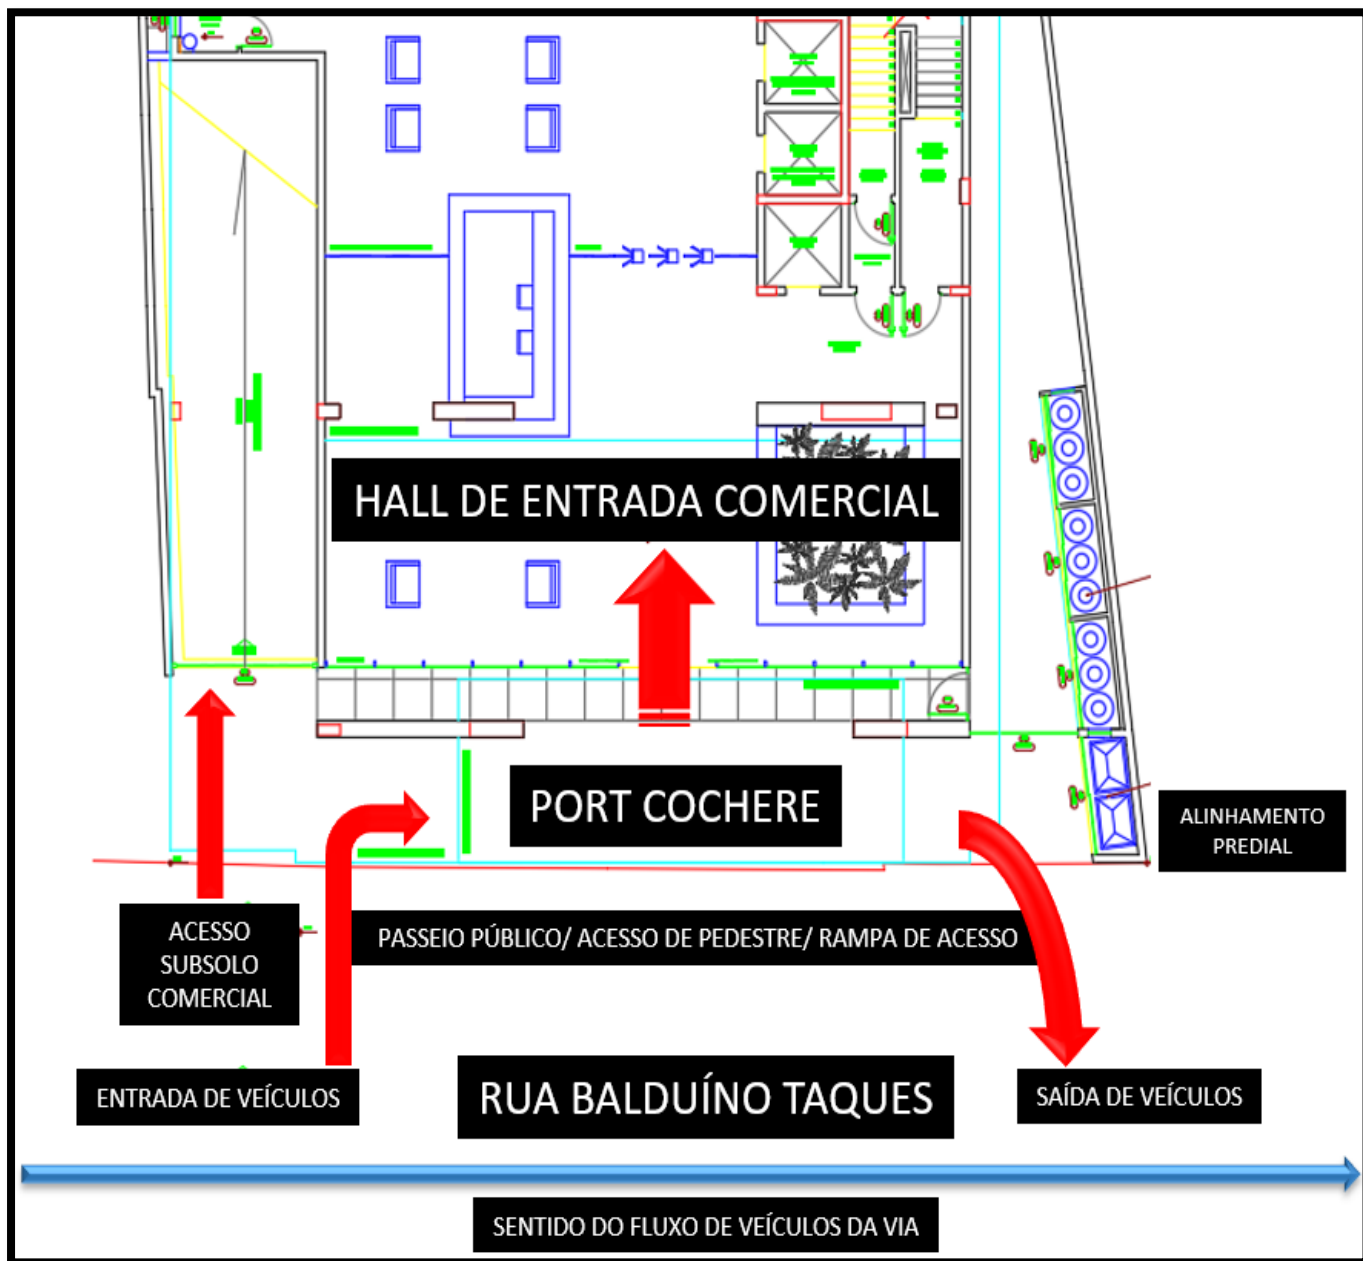 HALL DE ENTRADA COMERCIAL
PORT COCHERE
ALINHAMENTO
PREDIAL
ACESSO
SUBSOLO
COMERCIAL
PASSEIO PÚBLICO/ ACESSO DE PEDESTRE/ RAMPA DE ACESSO
ENTRADA DE VEÍCULOS
RUA BALDUÍNO TAQUES
SAÍDA DE VEÍCULOS
SENTIDO DO FLUXO DE VEÍCULOS DA VIA